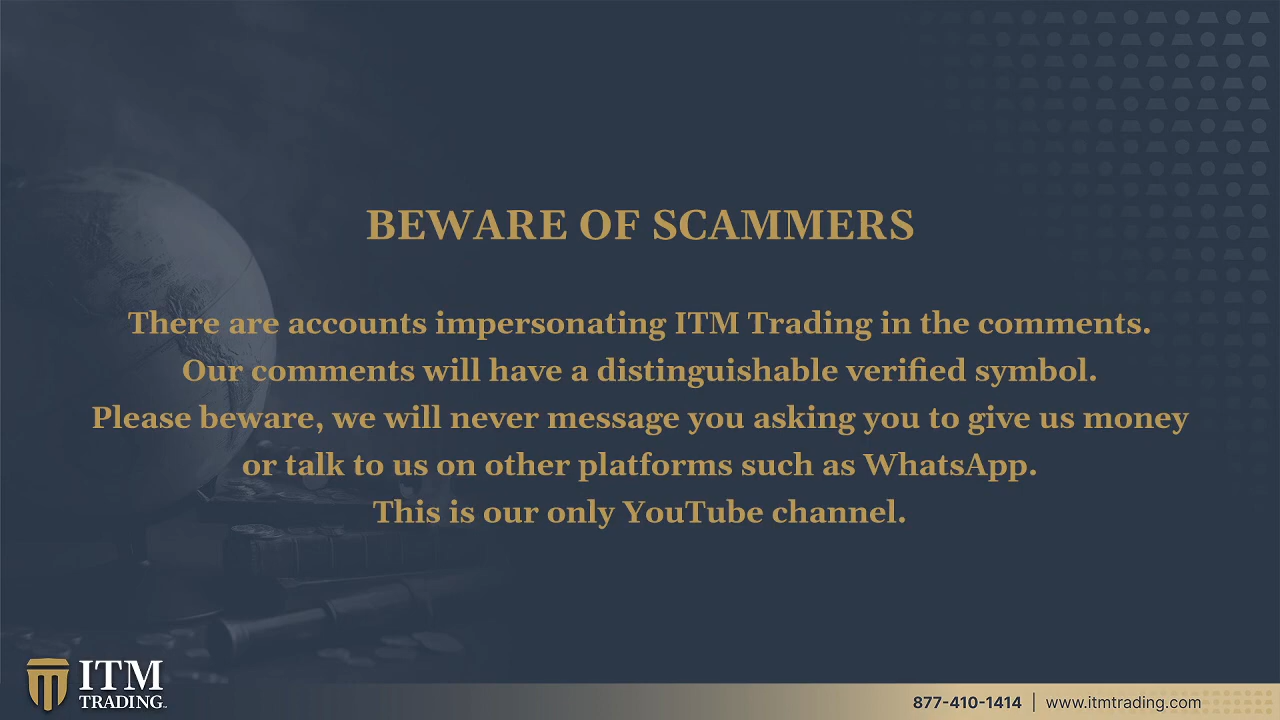 BEWARE OF SCAMMERS
There are accounts impersonating ITM Trading in the comments.
Our comments will have a distinguishable verified symbol.
Please beware, we will never message you asking you to give us money
or talk to us on other platforms such as WhatsApp.
This is our only YouTube channel.
ITM
TRADING
877-410-1414 | www.itmtrading.com